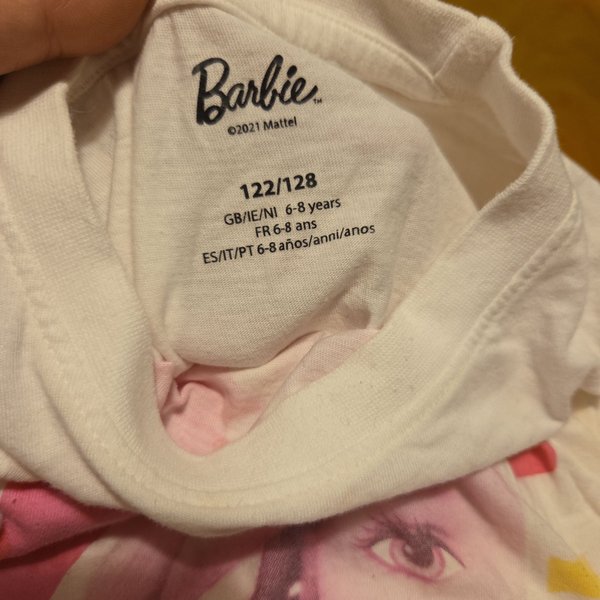 Barbie™
©2021 Mattel
122/128
GB/IE/NI 6-8 years
FR 6-8 ans
ES/IT/PT 6-8 años/anni/anos